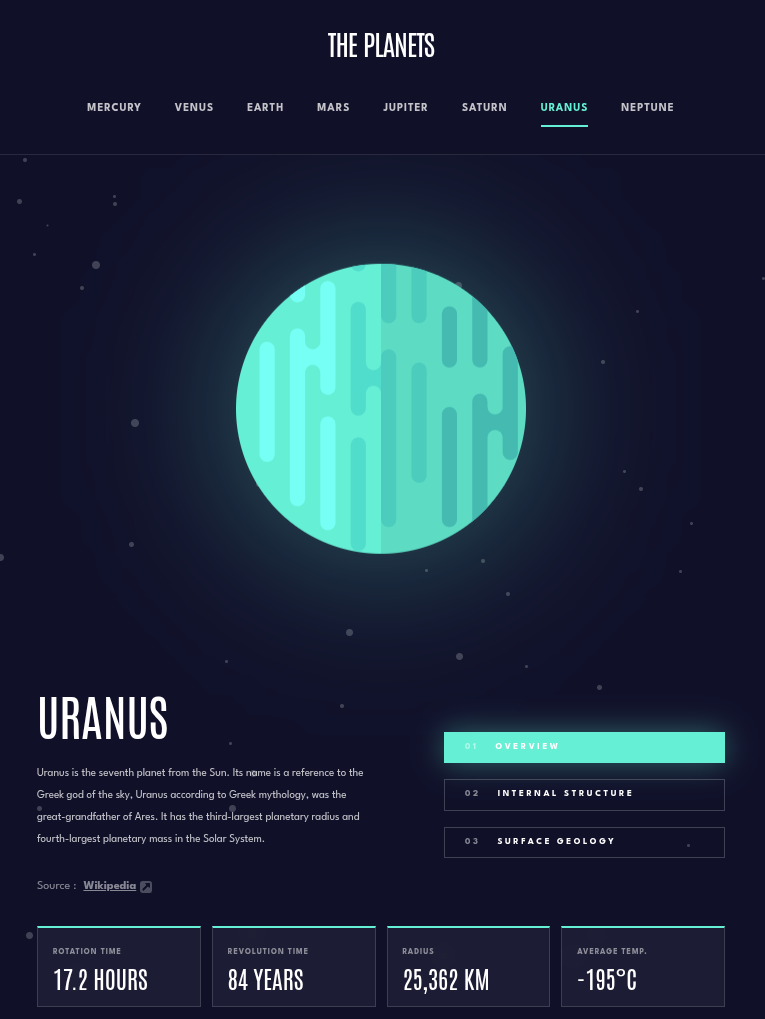 THE PLANETS
MERCURY VENUS EARTH MARS JUPITER SATURN URANUS NEPTUNE
URANUS
Uranus is the seventh planet from the Sun. Its name is a reference to the
Greek god of the sky, Uranus according to Greek mythology, was the
great-grandfather of Ares. It has the third-largest planetary radius and
fourth-largest planetary mass in the Solar System.
Source : Wikipedia
01 OVERVIEW
02 INTERNAL STRUCTURE
03 SURFACE GEOLOGY
ROTATION TIME
17.2 HOURS
REVOLUTION TIME
84 YEARS
RADIUS
25,362 KM
AVERAGE TEMP.
-195°C